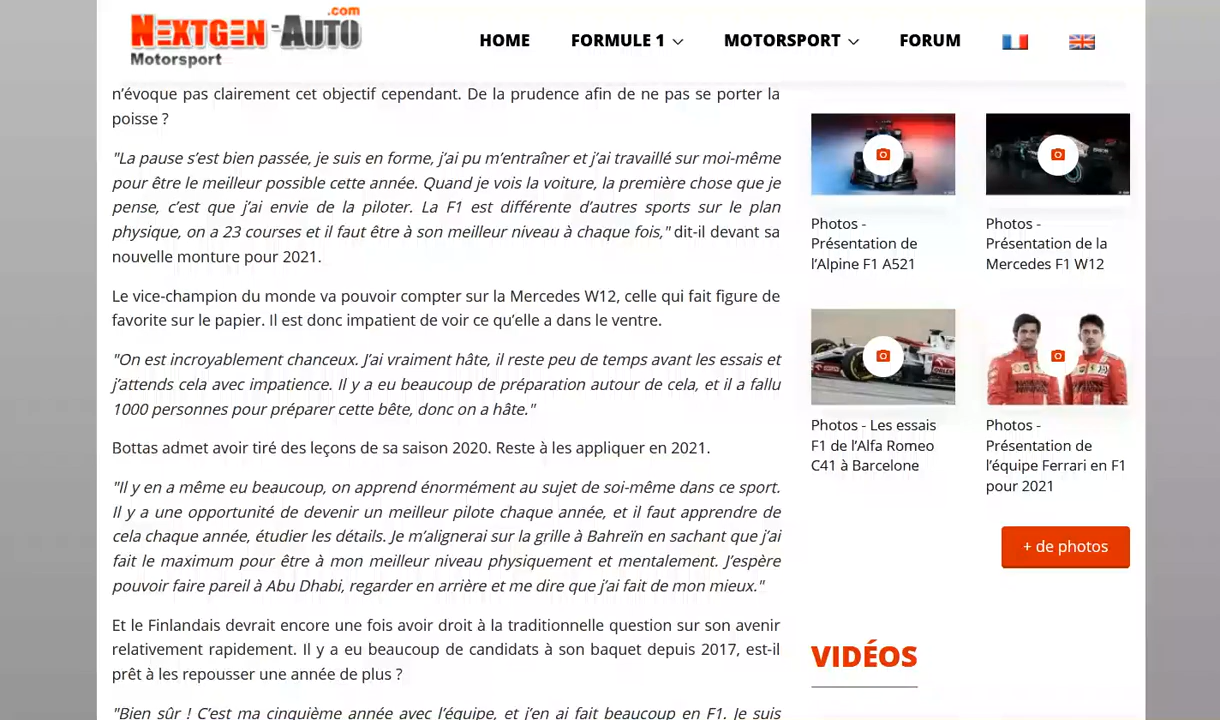 NEXTGEN-AUTO
.com
Motorsport
HOME
FORMULE 1
MOTORSPORT
FORUM
n’évoque pas clairement cet objectif cependant. De la prudence afin de ne pas se porter la
poisse ?
"La pause s’est bien passée, je suis en forme, j’ai pu m’entraîner et j’ai travaillé sur moi-même
pour être le meilleur possible cette année. Quand je vois la voiture, la première chose que je
pense, c’est que j’ai envie de la piloter. La F1 est différente d’autres sports sur le plan
physique, on a 23 courses et il faut être à son meilleur niveau à chaque fois," dit-il devant sa
nouvelle monture pour 2021.
Le vice-champion du monde va pouvoir compter sur la Mercedes W12, celle qui fait figure de
favorite sur le papier. Il est donc impatient de voir ce qu’elle a dans le ventre.
"On est incroyablement chanceux. J’ai vraiment hâte, il reste peu de temps avant les essais et
j’attends cela avec impatience. Il y a eu beaucoup de préparation autour de cela, et il a fallu
1000 personnes pour préparer cette bête, donc on a hâte."
Bottas admet avoir tiré des leçons de sa saison 2020. Reste à les appliquer en 2021.
"Il y en a même eu beaucoup, on apprend énormément au sujet de soi-même dans ce sport.
Il y a une opportunité de devenir un meilleur pilote chaque année, et il faut apprendre de
cela chaque année, étudier les détails. Je m’alignerai sur la grille à Bahreïn en sachant que j’ai
fait le maximum pour être à mon meilleur niveau physiquement et mentalement. J’espère
pouvoir faire pareil à Abu Dhabi, regarder en arrière et me dire que j’ai fait de mon mieux."
Et le Finlandais devrait encore une fois avoir droit à la traditionnelle question sur son avenir
relativement rapidement. Il y a eu beaucoup de candidats à son baquet depuis 2017, est-il
prêt à les repousser une année de plus ?
"Bien sûr ! C’est ma cinquième année avec l’équipe, et j’en ai fait beaucoup en F1. Je suis
Photos -
Présentation de
l’Alpine F1 A521
Photos -
Présentation de la
Mercedes F1 W12
Photos - Les essais
F1 de l’Alfa Romeo
C41 à Barcelone
Photos -
Présentation de
l’équipe Ferrari en F1
pour 2021
+ de photos
VIDÉOS